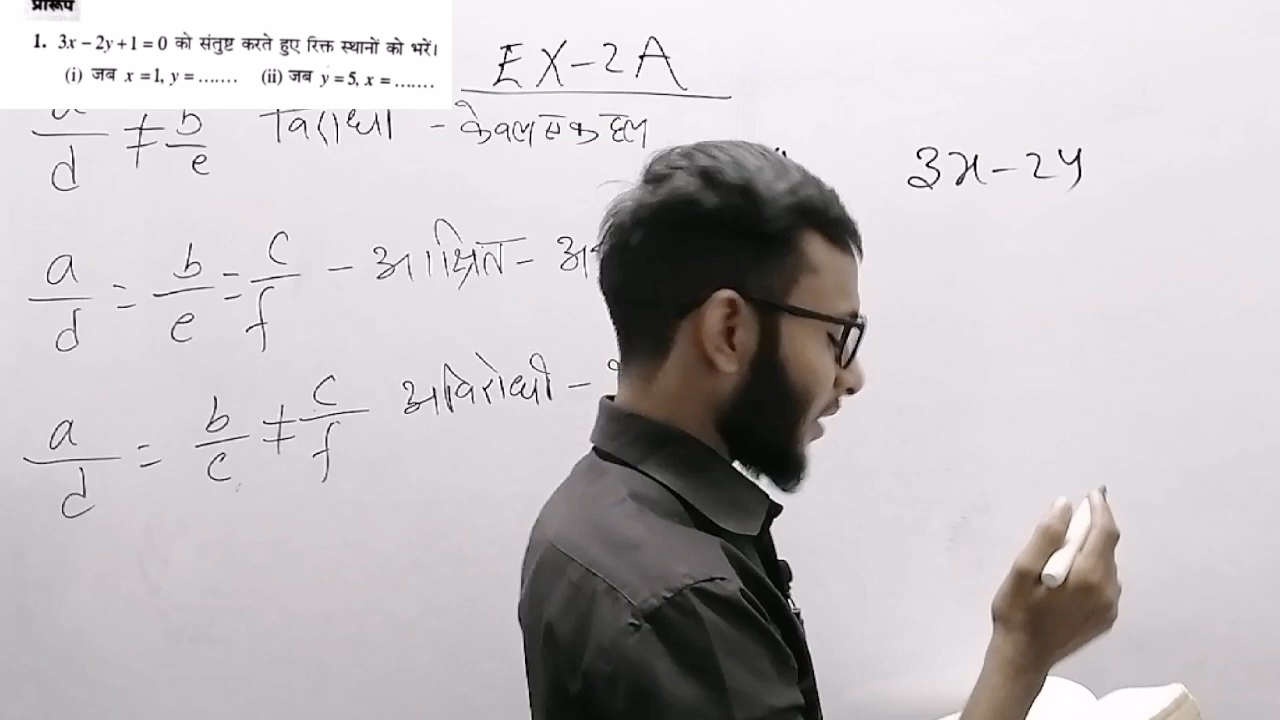 प्रारूप
1. 3x – 2y + 1 = 0 को संतुष्ट करते हुए रिक्त स्थानों को भरें।
(i) जब x = 1, y = ....... (ii) जब y = 5, x = .......
EX-2A
a/d ≠ b/e विरोधी - केवल एक हल
a/d = b/e = c/f - आश्रित -
a/d = b/e ≠ c/f अविरोधी -
3x - 2y